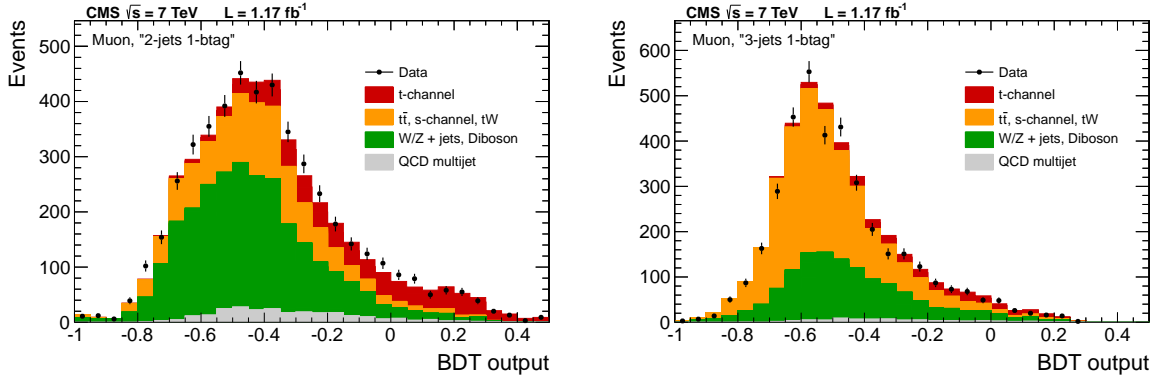 CMS √s = 7 TeV L = 1.17 fb⁻¹
Muon, "2-jets 1-btag"
Events
500
400
300
200
100
0
Data
t-channel
tt̄, s-channel, tW
W/Z + jets, Diboson
QCD multijet
-1 -0.8 -0.6 -0.4 -0.2 0 0.2 0.4
BDT output
CMS √s = 7 TeV L = 1.17 fb⁻¹
Muon, "3-jets 1-btag"
Events
600
500
400
300
200
100
0
Data
t-channel
tt̄, s-channel, tW
W/Z + jets, Diboson
QCD multijet
-1 -0.8 -0.6 -0.4 -0.2 0 0.2 0.4
BDT output